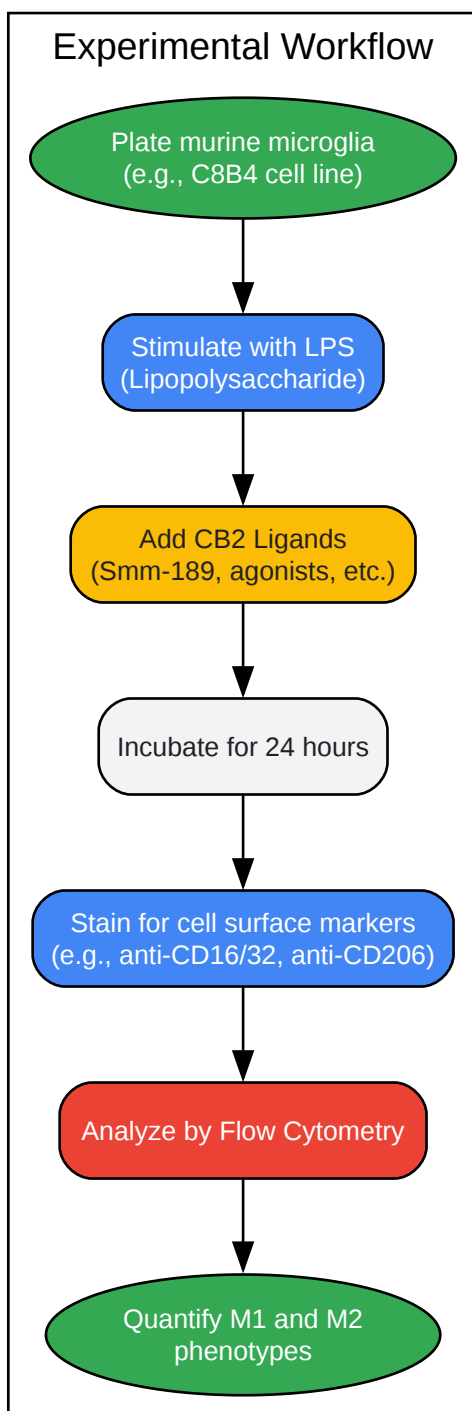 Experimental Workflow
Plate murine microglia
(e.g., C8B4 cell line)
Stimulate with LPS
(Lipopolysaccharide)
Add CB2 Ligands
(Smm-189, agonists, etc.)
Incubate for 24 hours
Stain for cell surface markers
(e.g., anti-CD16/32, anti-CD206)
Analyze by Flow Cytometry
Quantify M1 and M2
phenotypes